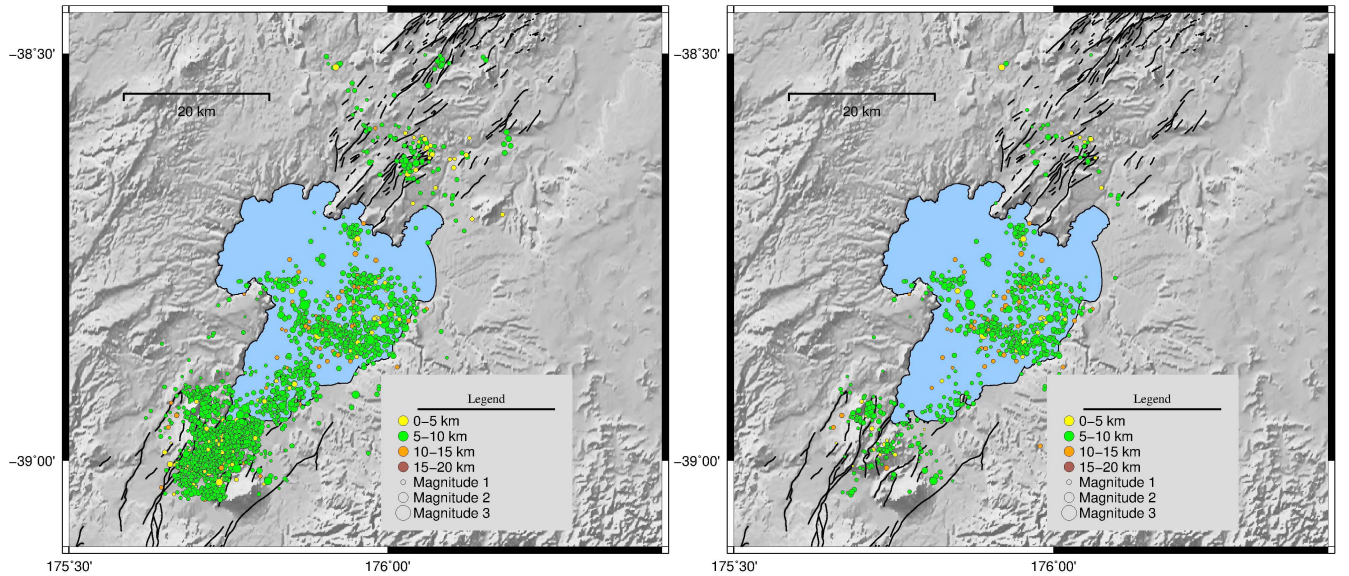 −38°30'
20 km
Legend
0−5 km
5−10 km
10−15 km
15−20 km
Magnitude 1
Magnitude 2
Magnitude 3
−39°00'
175°30'
176°00'
−38°30'
20 km
Legend
0−5 km
5−10 km
10−15 km
15−20 km
Magnitude 1
Magnitude 2
Magnitude 3
−39°00'
175°30'
176°00'